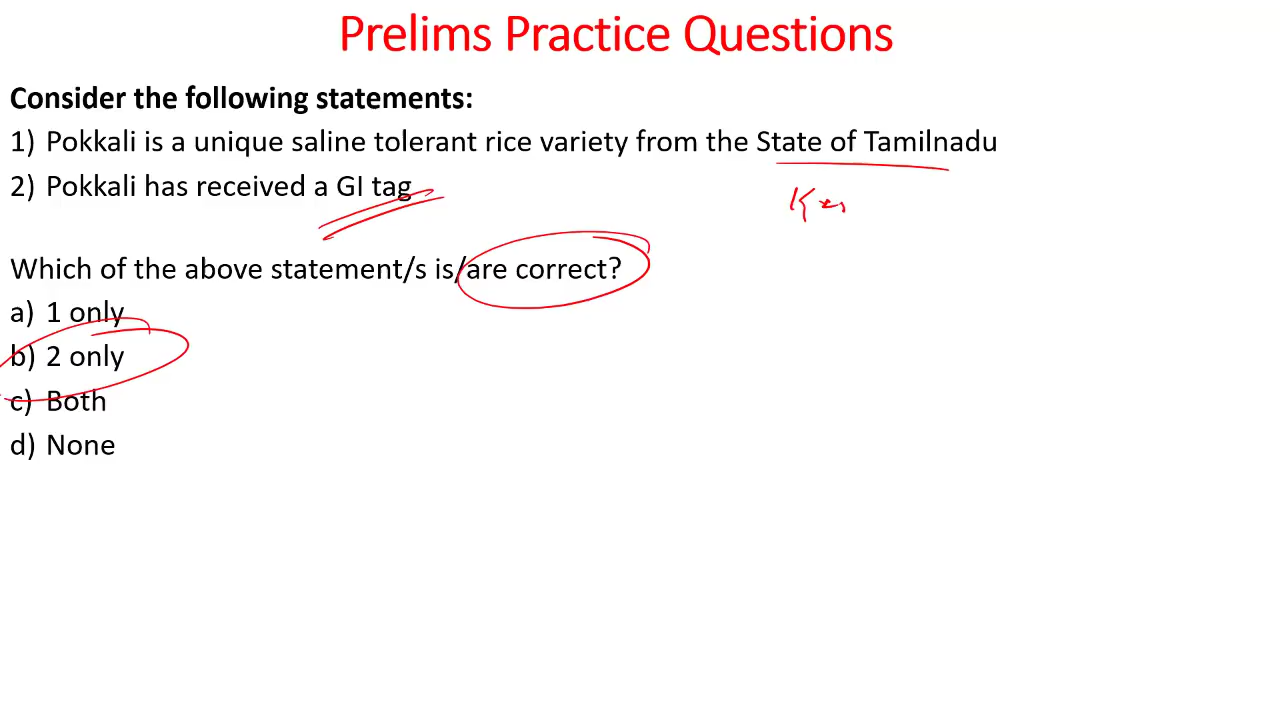 Prelims Practice Questions
Consider the following statements:
1) Pokkali is a unique saline tolerant rice variety from the State of Tamilnadu
2) Pokkali has received a GI tag
Which of the above statement/s is/are correct?
a) 1 only
b) 2 only
c) Both
d) None